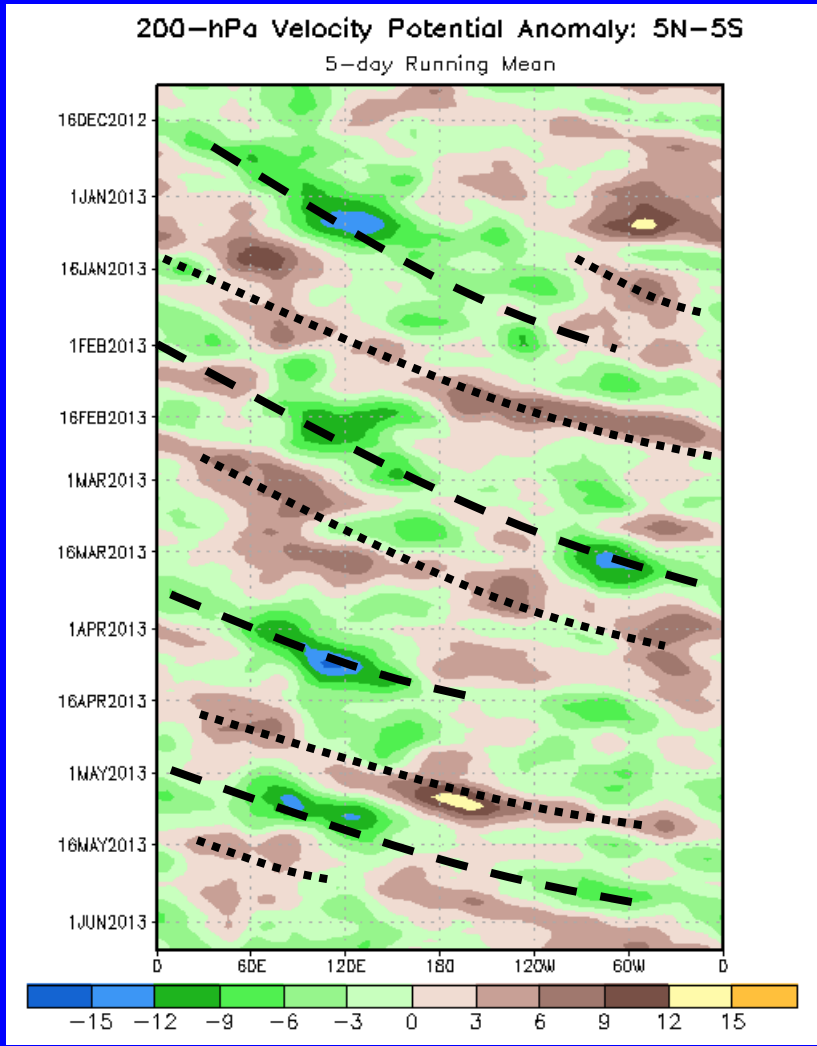 200-hPa Velocity Potential Anomaly: 5N-5S
5-day Running Mean
16DEC2012
1JAN2013
16JAN2013
1FEB2013
16FEB2013
1MAR2013
16MAR2013
1APR2013
16APR2013
1MAY2013
16MAY2013
1JUN2013
0 60E 120E 180 120W 60W 0
-15 -12 -9 -6 -3 0 3 6 9 12 15